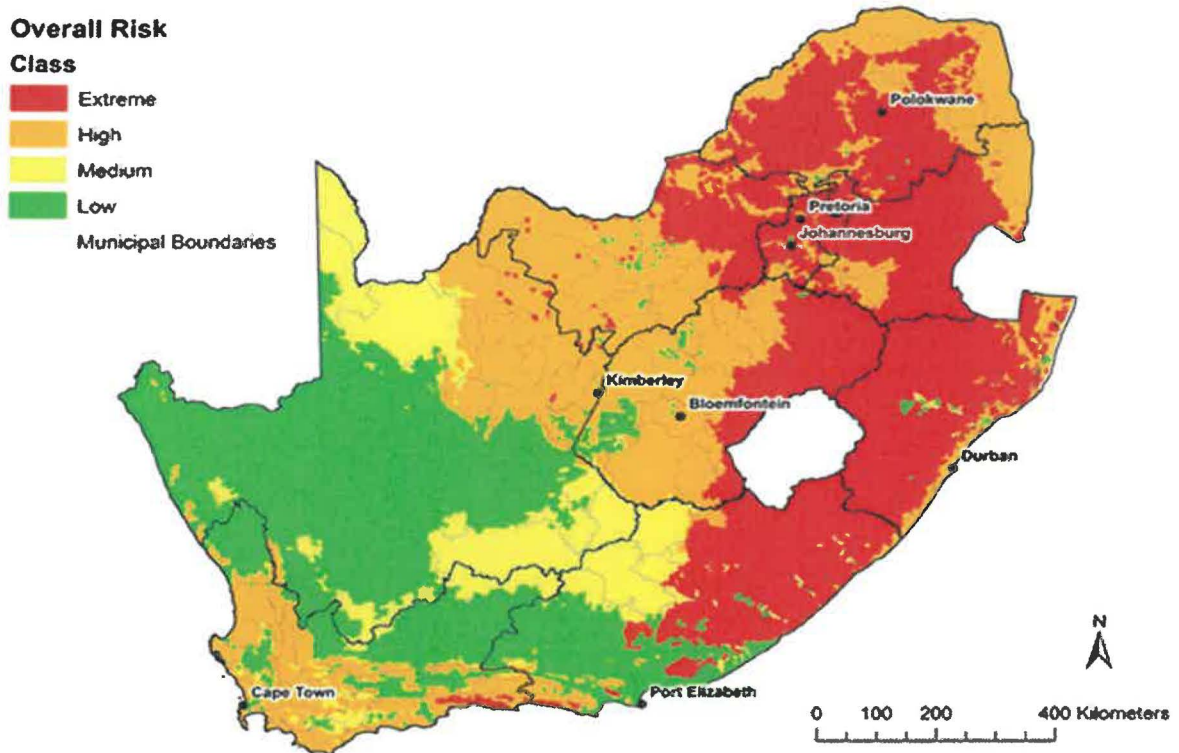 Overall Risk
Class
Extreme
High
Medium
Low
Municipal Boundaries
Polokwane
Pretoria
Johannesburg
Kimberley
Bloemfontein
Durban
Cape Town
Port Elizabeth
N
0 100 200 400 Kilometers